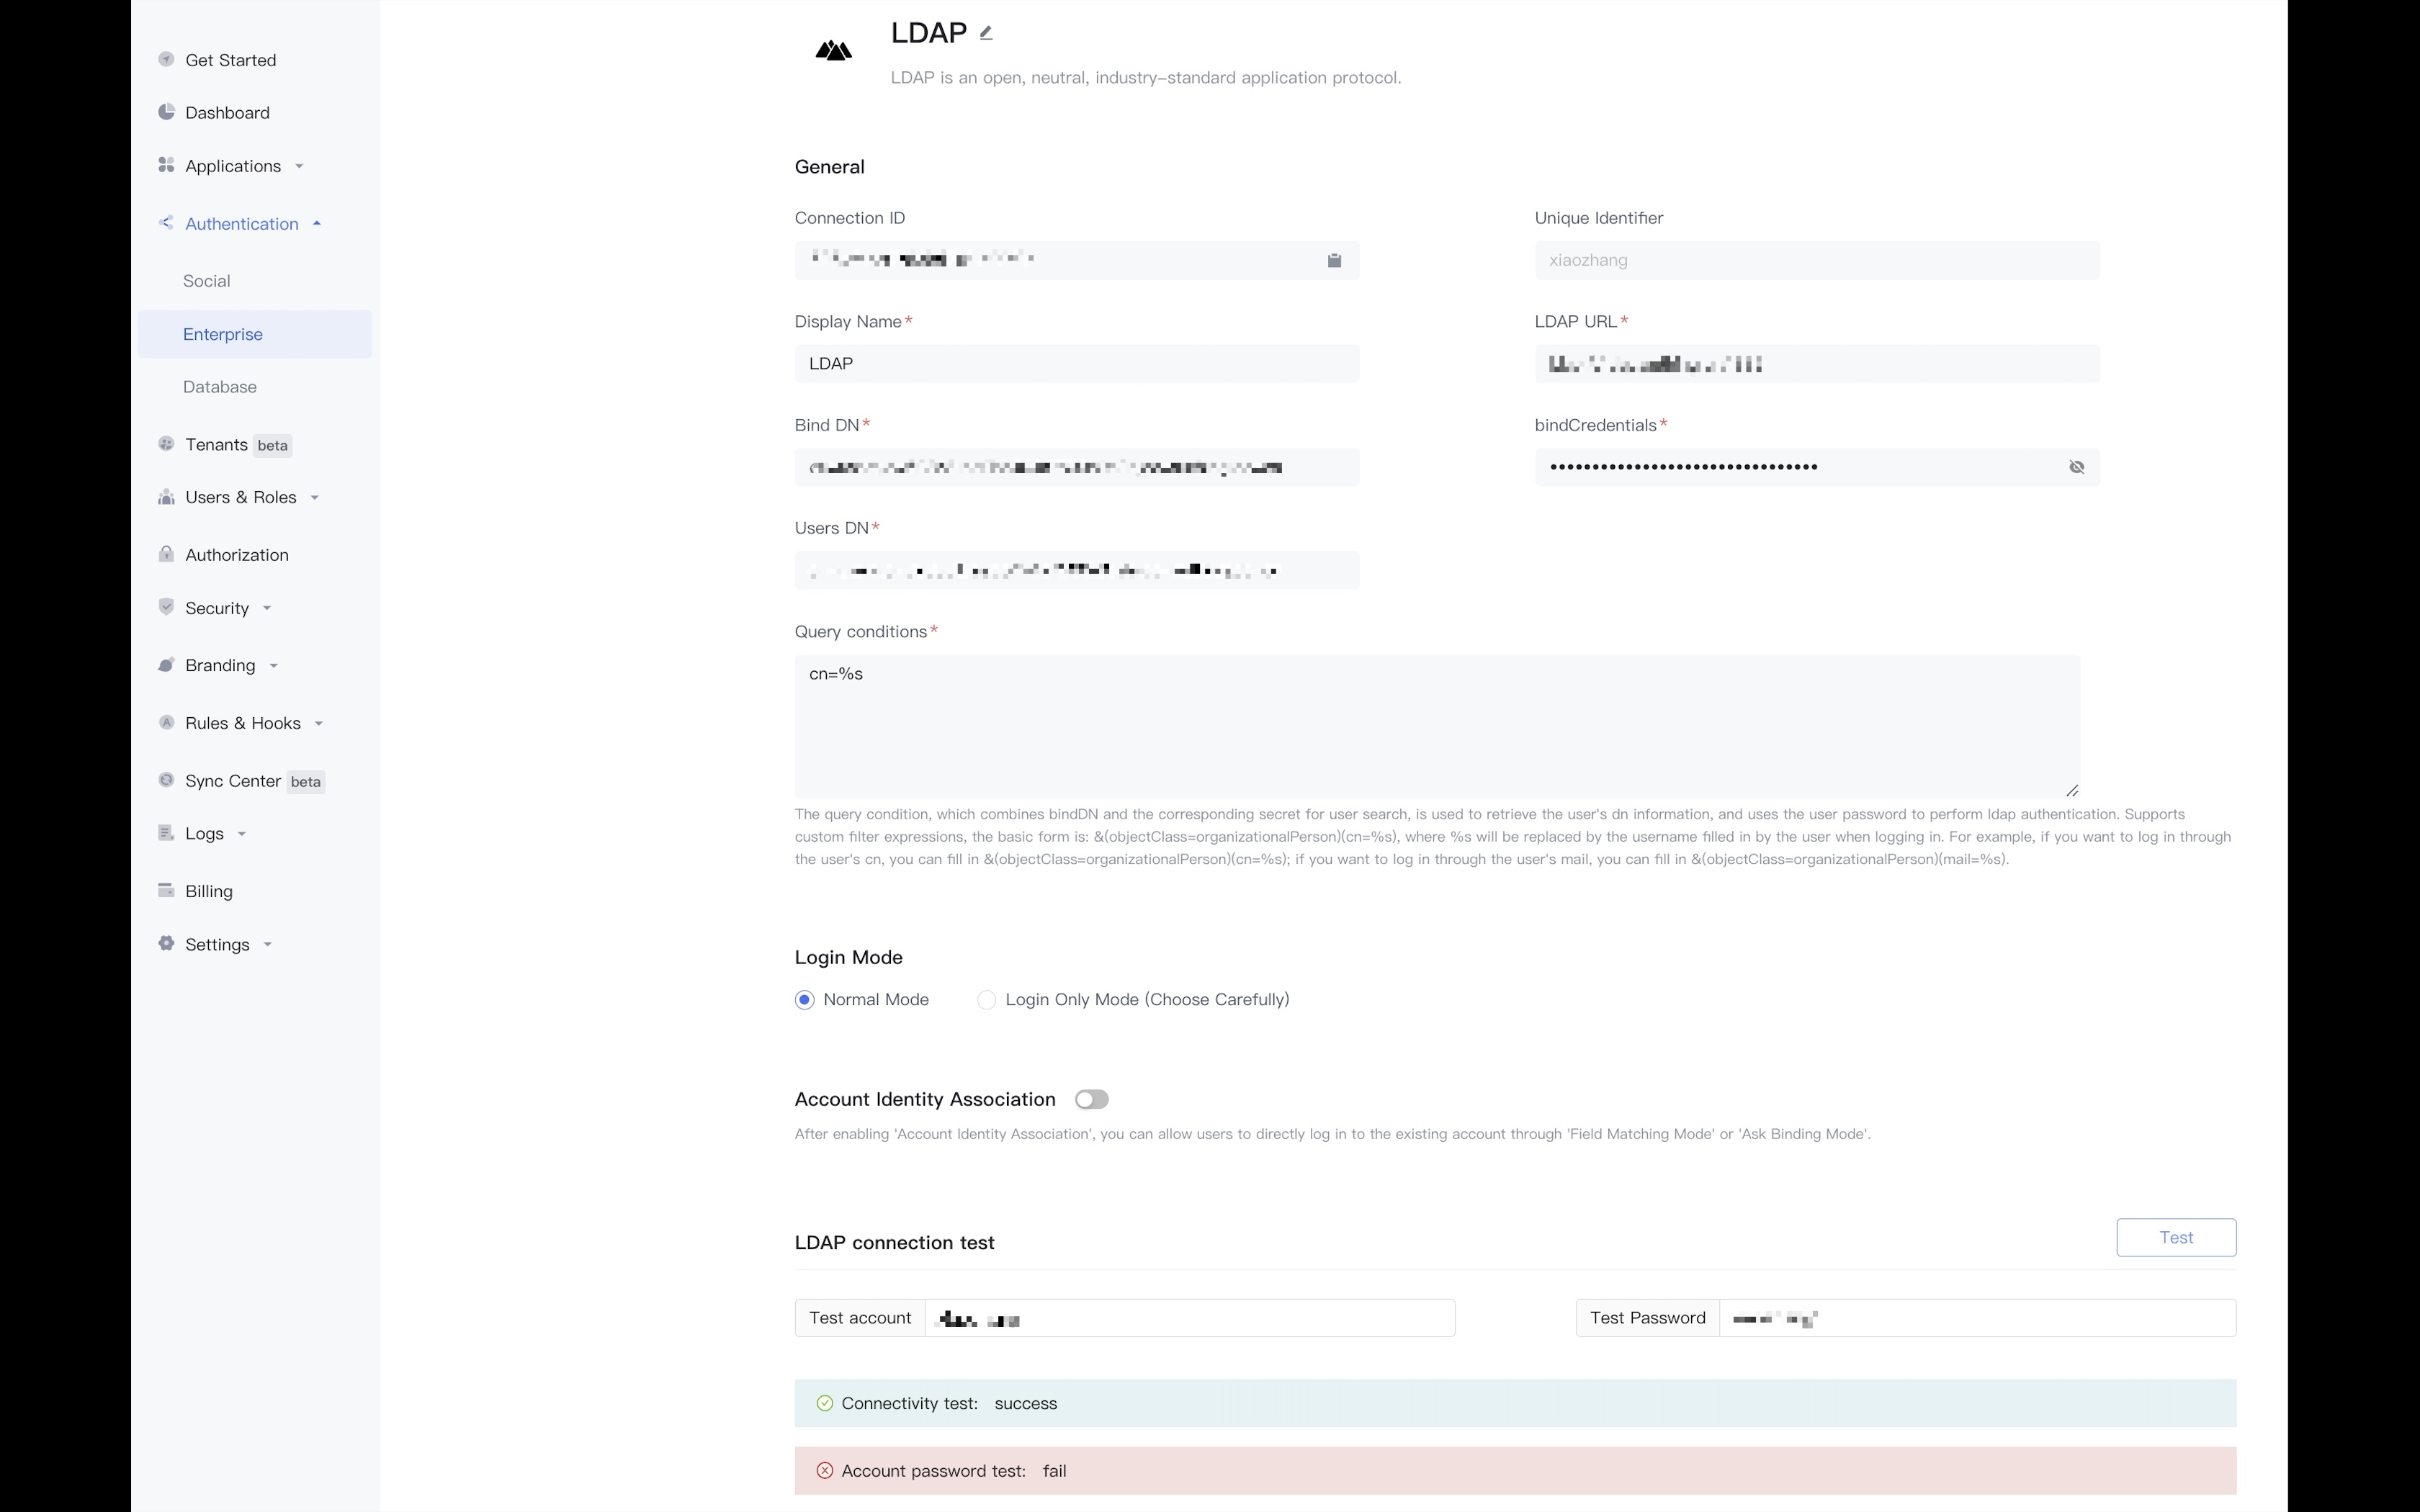 Get Started
Dashboard
Applications
Authentication
Social
Enterprise
Database
Tenants beta
Users & Roles
Authorization
Security
Branding
Rules & Hooks
Sync Center beta
Logs
Billing
Settings
LDAP
LDAP is an open, neutral, industry-standard application protocol.
General
Connection ID
Unique Identifier
xiaozhang
Display Name*
LDAP URL*
LDAP
Bind DN*
bindCredentials*
••••••••••••••••••••••••••••••••
Users DN*
Query conditions*
cn=%s
The query condition, which combines bindDN and the corresponding secret for user search, is used to retrieve the user's dn information, and uses the user password to perform ldap authentication. Supports
custom filter expressions, the basic form is: &(objectClass=organizationalPerson)(cn=%s), where %s will be replaced by the username filled in by the user when logging in. For example, if you want to log in through
the user's cn, you can fill in &(objectClass=organizationalPerson)(cn=%s); if you want to log in through the user's mail, you can fill in &(objectClass=organizationalPerson)(mail=%s).
Login Mode
Normal Mode
Login Only Mode (Choose Carefully)
Account Identity Association
After enabling 'Account Identity Association', you can allow users to directly log in to the existing account through 'Field Matching Mode' or 'Ask Binding Mode'.
LDAP connection test
Test
Test account
Test Password
Connectivity test: success
Account password test: fail